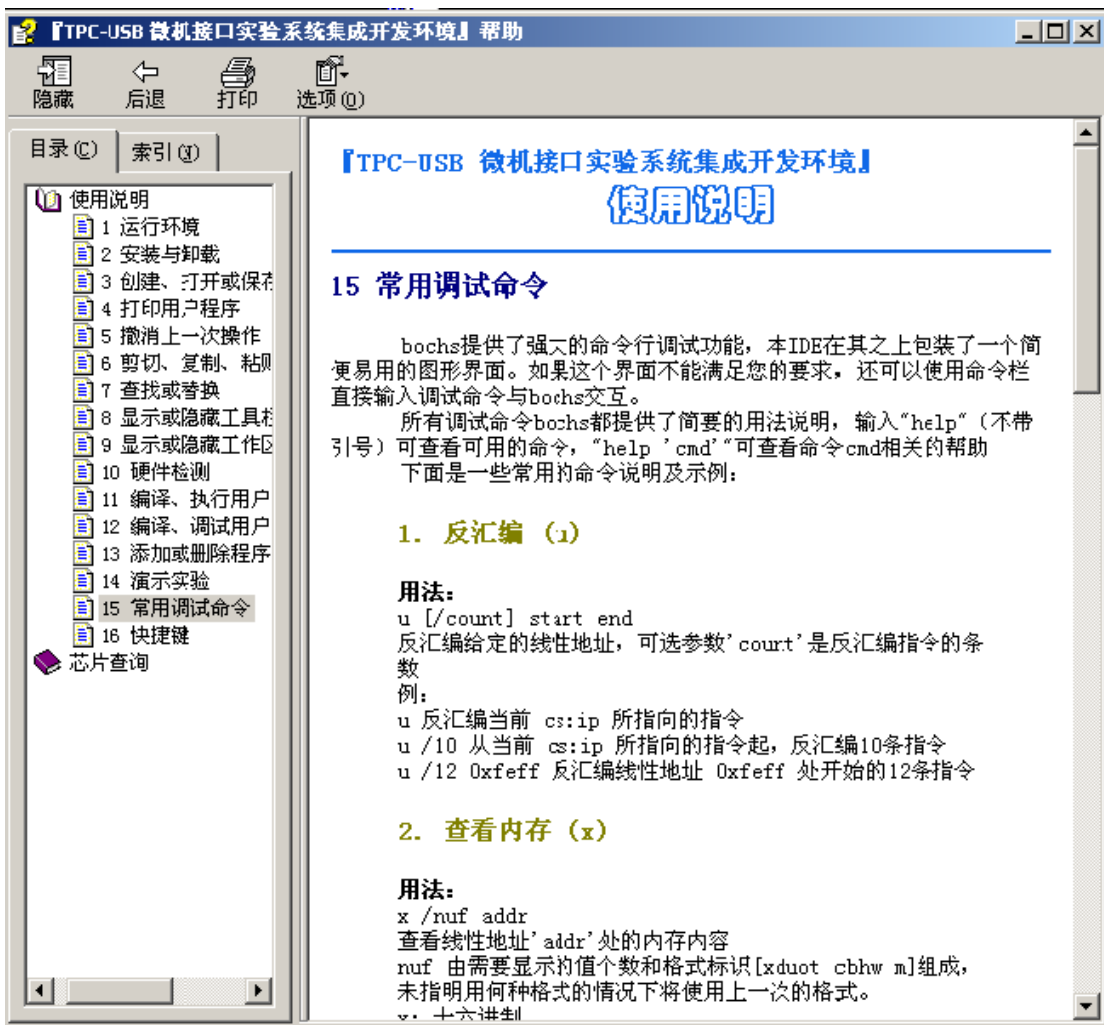 『TPC-USB 微机接口实验系统集成开发环境』帮助
隐藏 后退 打印 选项(O)
目录(C) 索引(N)
使用说明
1 运行环境
2 安装与卸载
3 创建、打开或保存
4 打印用户程序
5 撤消上一次操作
6 剪切、复制、粘贴
7 查找或替换
8 显示或隐藏工具栏
9 显示或隐藏工作区
10 硬件检测
11 编译、执行用户
12 编译、调试用户
13 添加或删除程序
14 演示实验
15 常用调试命令
16 快捷键
芯片查询
『TPC-USB 微机接口实验系统集成开发环境』
使用说明
15 常用调试命令
bochs提供了强大的命令行调试功能，本IDE在其之上包装了一个简
便易用的图形界面。如果这个界面不能满足您的要求，还可以使用命令栏
直接输入调试命令与bochs交互。
所有调试命令bochs都提供了简要的用法说明，输入"help"（不带
引号）可查看可用的命令，"help 'cmd'"可查看命令cmd相关的帮助
下面是一些常用的命令说明及示例：
1. 反汇编 （u）
用法：
u [/count] start end
反汇编给定的线性地址，可选参数'count'是反汇编指令的条
数
例：
u 反汇编当前 cs:ip 所指向的指令
u /10 从当前 cs:ip 所指向的指令起，反汇编10条指令
u /12 0xfeff 反汇编线性地址 0xfeff 处开始的12条指令
2. 查看内存（x）
用法：
x /nuf addr
查看线性地址'addr'处的内存内容
nuf 由需要显示的值个数和格式标识[xduot cbhw m]组成，
未指明用何种格式的情况下将使用上一次的格式。
x: 十六进制